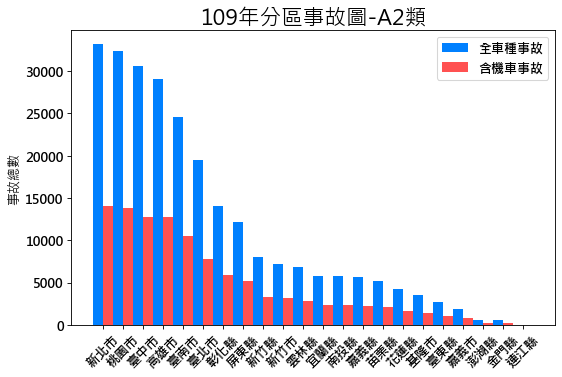 109年分區事故圖-A2類
全車種事故
含機車事故
事故總數
30000
25000
20000
15000
10000
5000
0
新北市
桃園市
臺中市
高雄市
臺南市
臺北市
彰化縣
屏東縣
新竹縣
新竹市
雲林縣
宜蘭縣
南投縣
嘉義縣
苗栗縣
花蓮縣
基隆市
臺東縣
嘉義市
澎湖縣
金門縣
連江縣